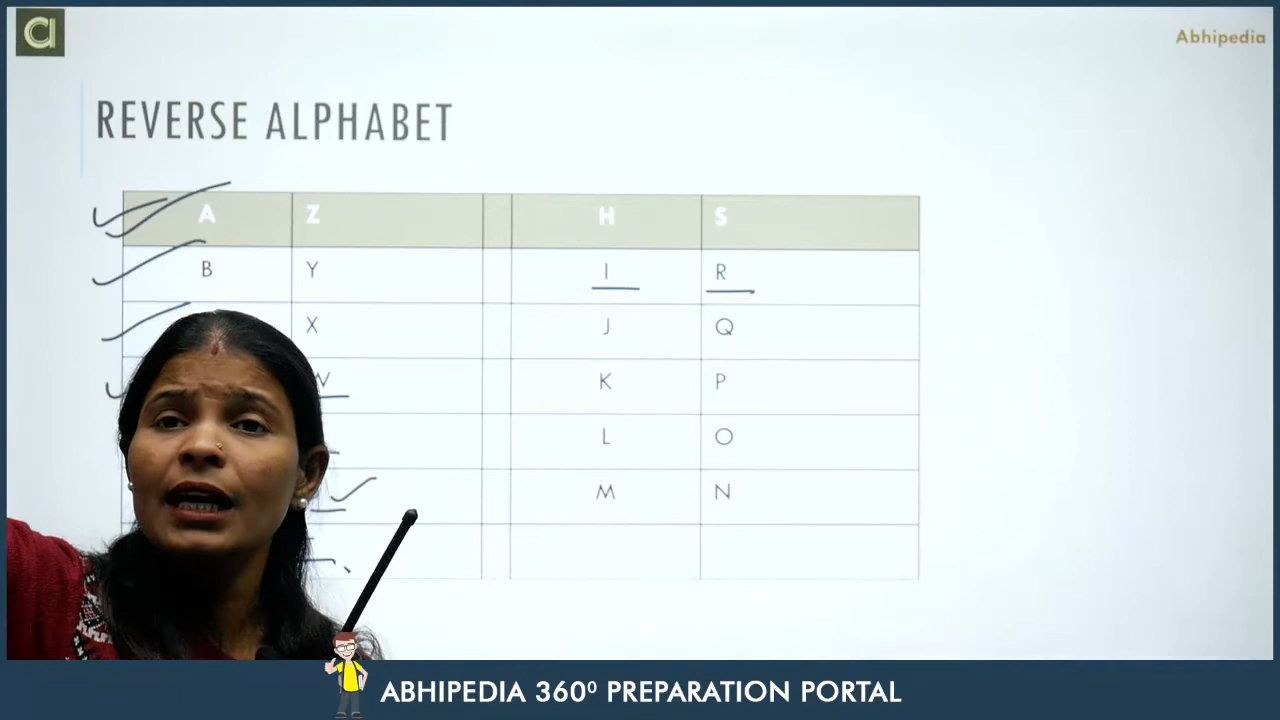 Abhipedia
REVERSE ALPHABET
A Z H S
B Y I R
X J Q
W K P
L O
M N
ABHIPEDIA 360⁰ PREPARATION PORTAL